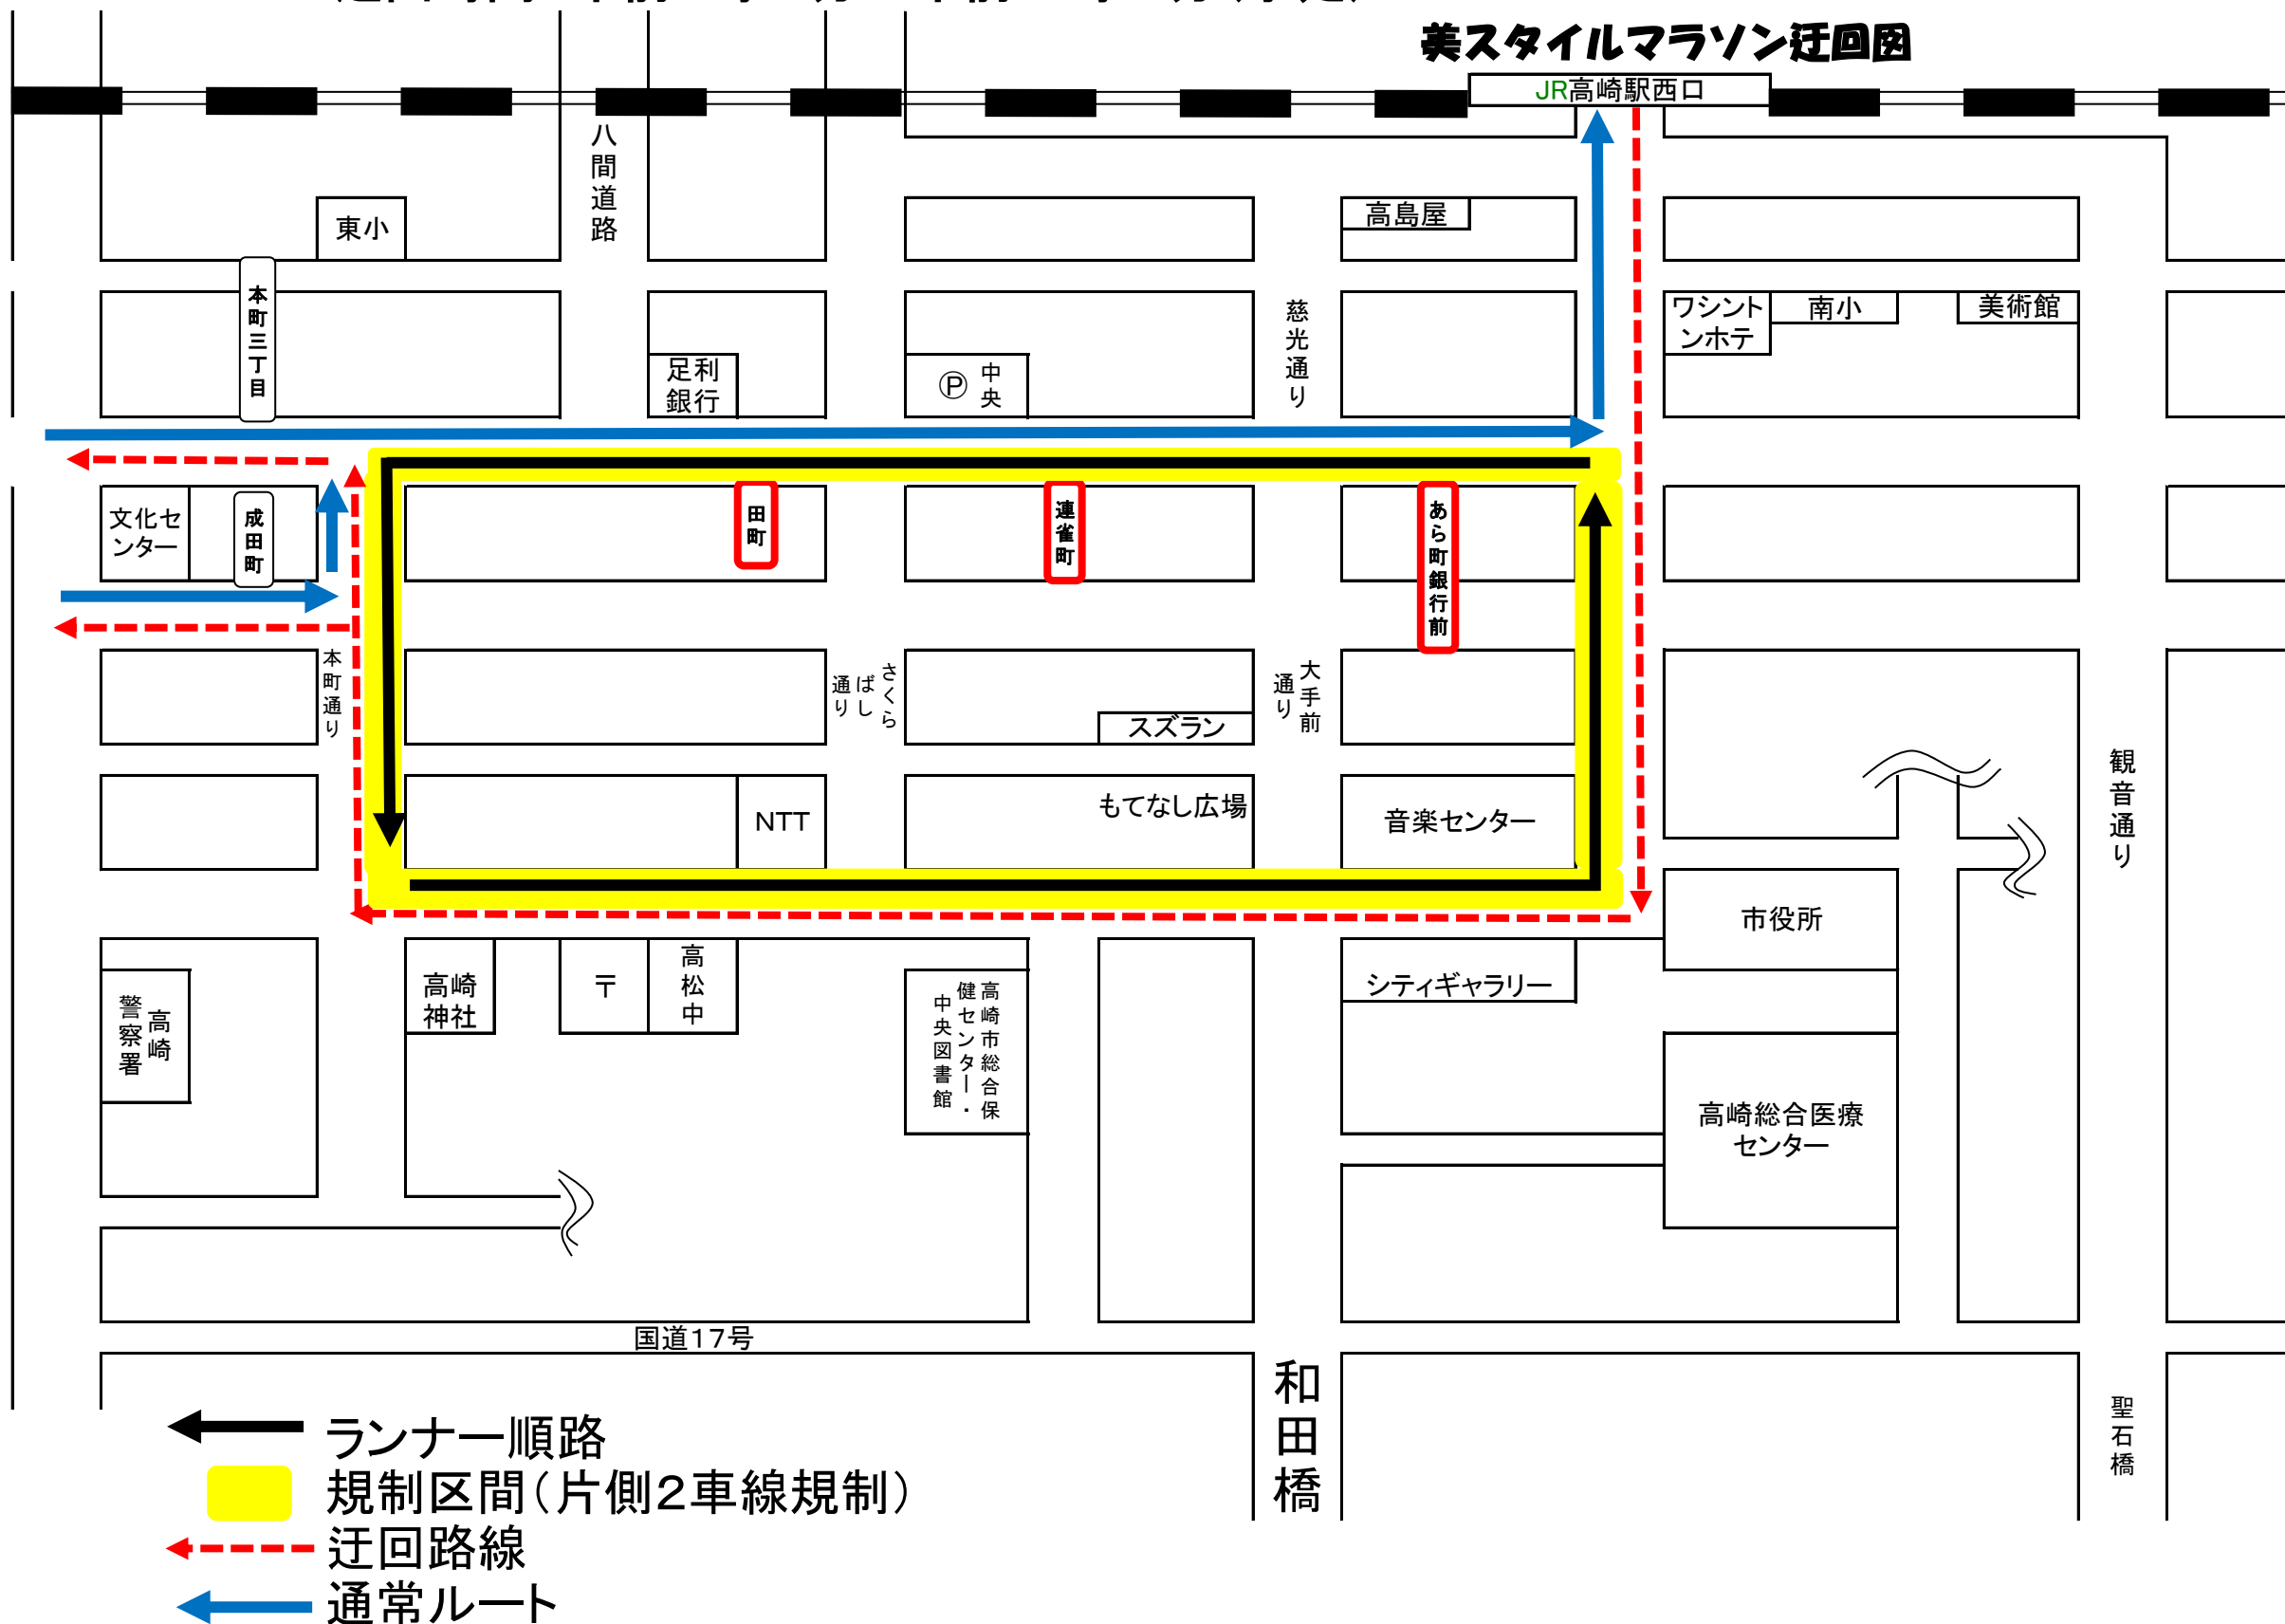 美スタイルマラソン迂回図
JR高崎駅西口
八間道路
東小
高島屋
本町三丁目
慈光通り
ワシント
ンホテ
南小
美術館
足利
銀行
Ⓟ
中央
文化セ
ンター
成田町
田町
連雀町
あら町銀行前
本町通り
さくら
ばし
通り
大手前
通り
スズラン
観音通り
NTT
もてなし広場
音楽センター
市役所
高崎
警察署
高崎
神社
〒
高松中
高崎市総合保
健センター・
中央図書館
シティギャラリー
高崎総合医療
センター
国道17号
和田橋
聖石橋
ランナー順路
規制区間(片側2車線規制)
迂回路線
通常ルート